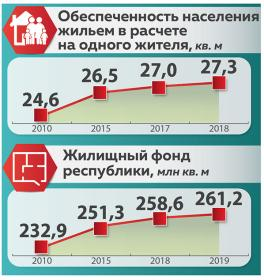 Обеспеченность населения
жильем в расчете
на одного жителя, кв. м
24,6 26,5 27,0 27,3
2010 2015 2017 2018
Жилищный фонд
республики, млн кв. м
232,9 251,3 258,6 261,2
2010 2015 2018 2019